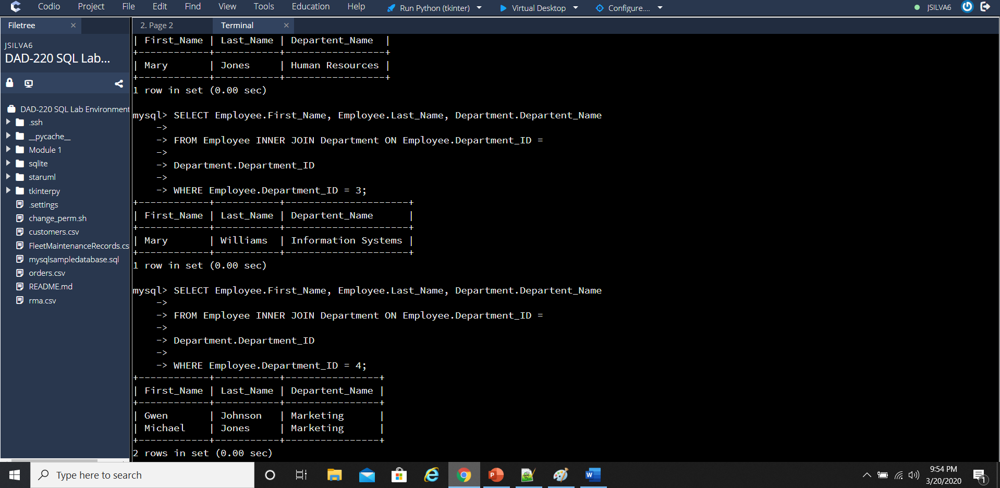 Codio Project File Edit Find View Tools Education Help Run Python (tkinter) Virtual Desktop Configure.... JSILVA6
Filetree ×
2. Page 2 Terminal ×
JSILVA6
DAD-220 SQL Lab...
DAD-220 SQL Lab Environment
.ssh
__pycache__
Module 1
sqlite
staruml
tkinterpy
.settings
change_perm.sh
customers.csv
FleetMaintenanceRecords.cs
mysqlsampledatabase.sql
orders.csv
README.md
rma.csv
| First_Name | Last_Name | Departent_Name  |
+------------+-----------+-----------------+
| Mary       | Jones     | Human Resources |
+------------+-----------+-----------------+
1 row in set (0.00 sec)
mysql> SELECT Employee.First_Name, Employee.Last_Name, Department.Departent_Name
    ->
    -> FROM Employee INNER JOIN Department ON Employee.Department_ID =
    ->
    -> Department.Department_ID
    ->
    -> WHERE Employee.Department_ID = 3;
+------------+-----------+---------------------+
| First_Name | Last_Name | Departent_Name      |
+------------+-----------+---------------------+
| Mary       | Williams  | Information Systems |
+------------+-----------+---------------------+
1 row in set (0.00 sec)
mysql> SELECT Employee.First_Name, Employee.Last_Name, Department.Departent_Name
    ->
    -> FROM Employee INNER JOIN Department ON Employee.Department_ID =
    ->
    -> Department.Department_ID
    ->
    -> WHERE Employee.Department_ID = 4;
+------------+-----------+----------------+
| First_Name | Last_Name | Departent_Name |
+------------+-----------+----------------+
| Gwen       | Johnson   | Marketing      |
| Michael    | Jones     | Marketing      |
+------------+-----------+----------------+
2 rows in set (0.00 sec)
Type here to search
9:54 PM
3/20/2020
1